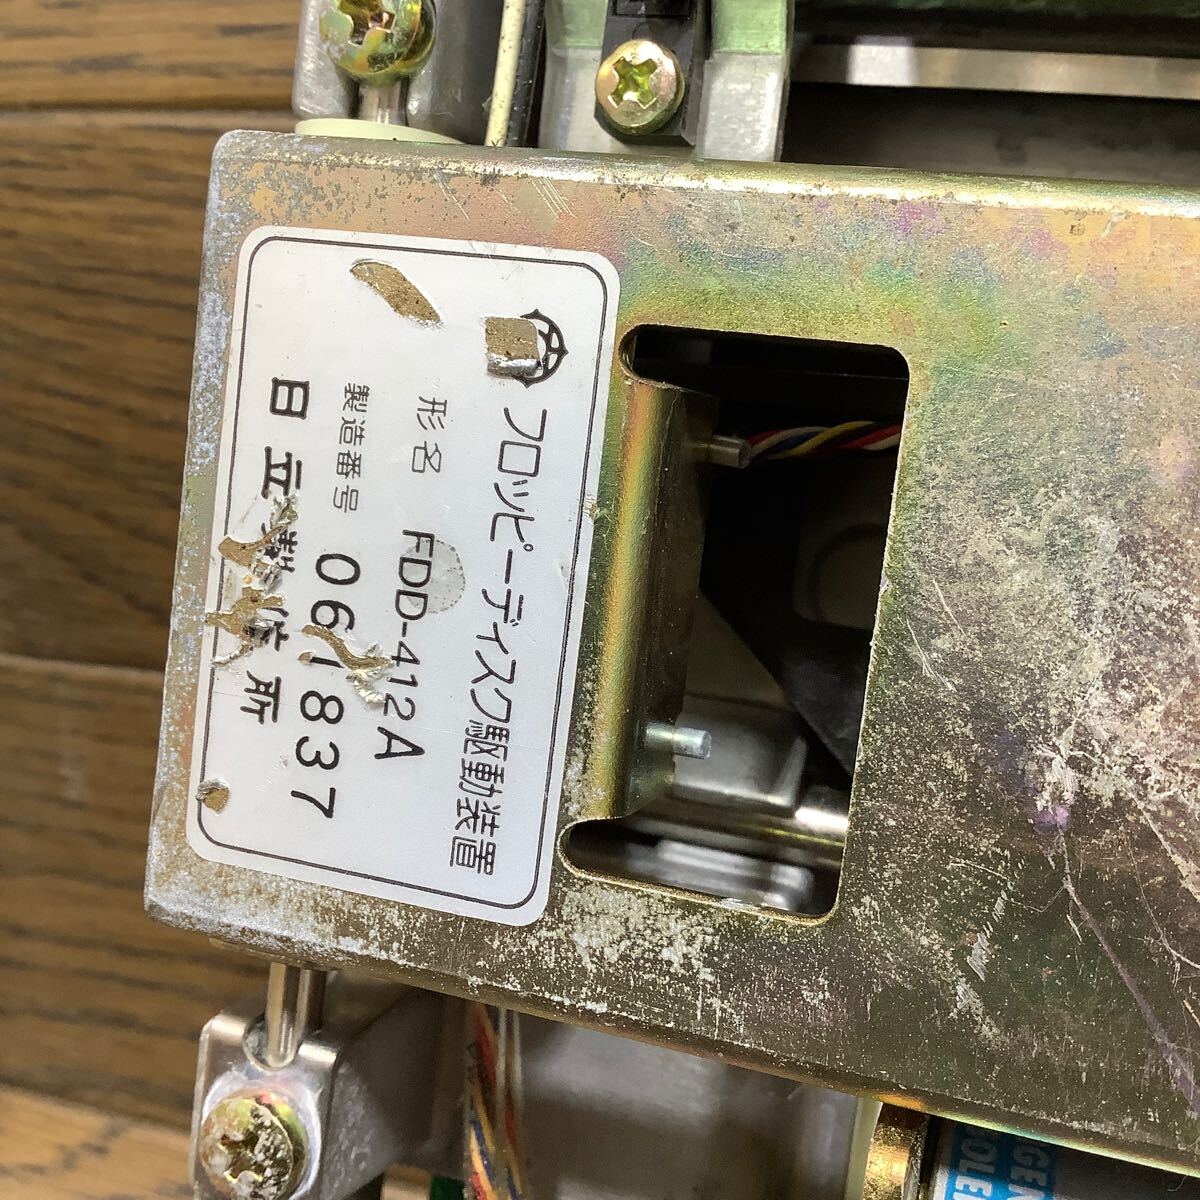 フロッピーディスク駆動装置
形名 FDD-412A
製造番号 061837
日立製作所